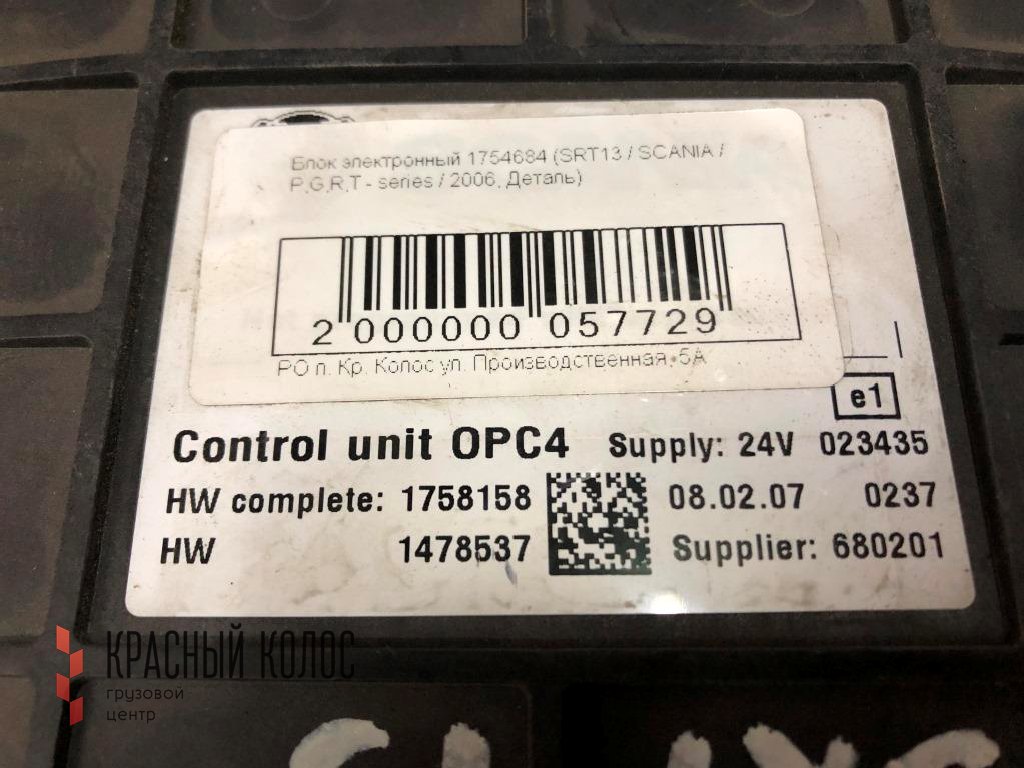 Блок электронный 1754684 (SRT13 / SCANIA /
P,G,R,T - series / 2006, Деталь)
2 000000 057729
РО п. Кр. Колос ул. Производственная, 5А
e1
Control unit OPC4 Supply: 24V 023435
HW complete: 1758158 08.02.07 0237
HW 1478537 Supplier: 680201
КРАСНЫЙ КОЛОС
грузовой
центр